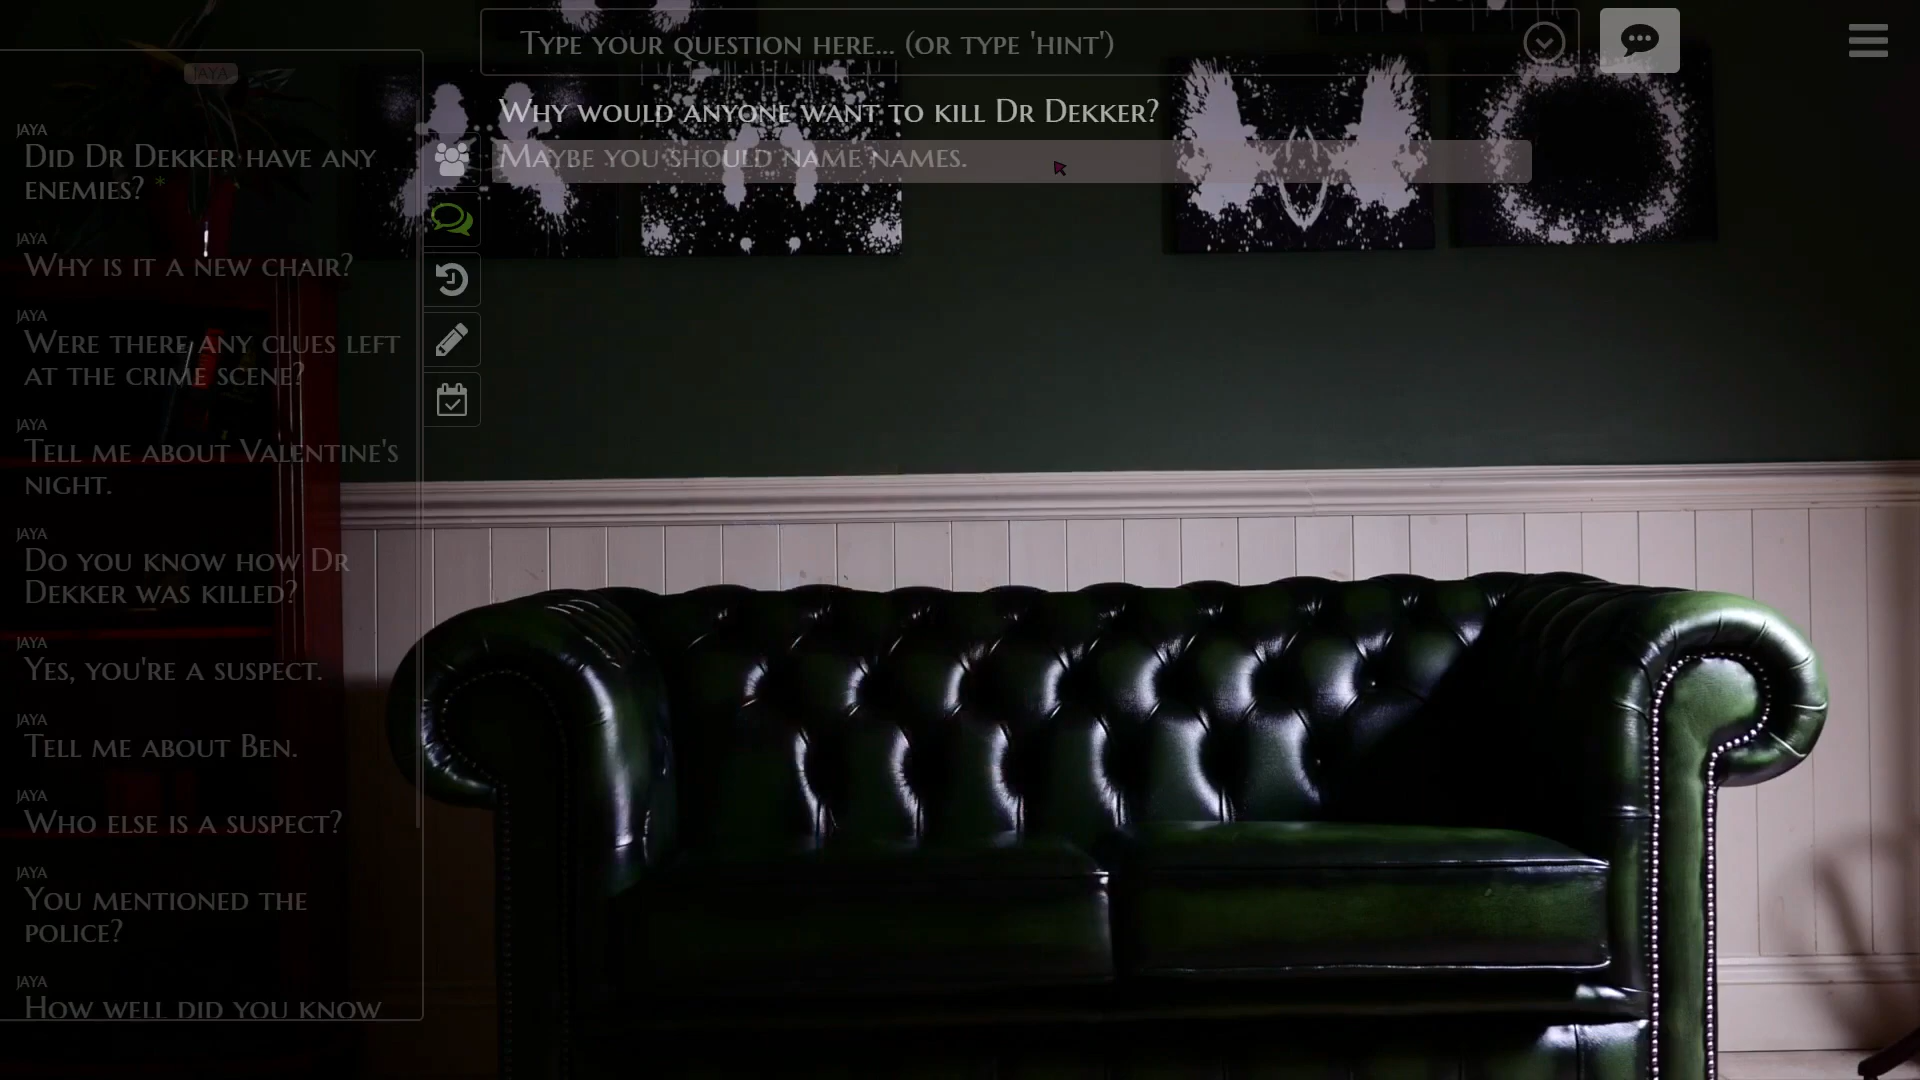 Type your question here... (or type 'hint')
Why would anyone want to kill Dr Dekker?
Maybe you should name names.
JAYA
JAYA
Did Dr Dekker have any
enemies? *
JAYA
Why is it a new chair?
JAYA
Were there any clues left
at the crime scene?
JAYA
Tell me about Valentine's
night.
JAYA
Do you know how Dr
Dekker was killed?
JAYA
Yes, you're a suspect.
JAYA
Tell me about Ben.
JAYA
Who else is a suspect?
JAYA
You mentioned the
police?
JAYA
How well did you know